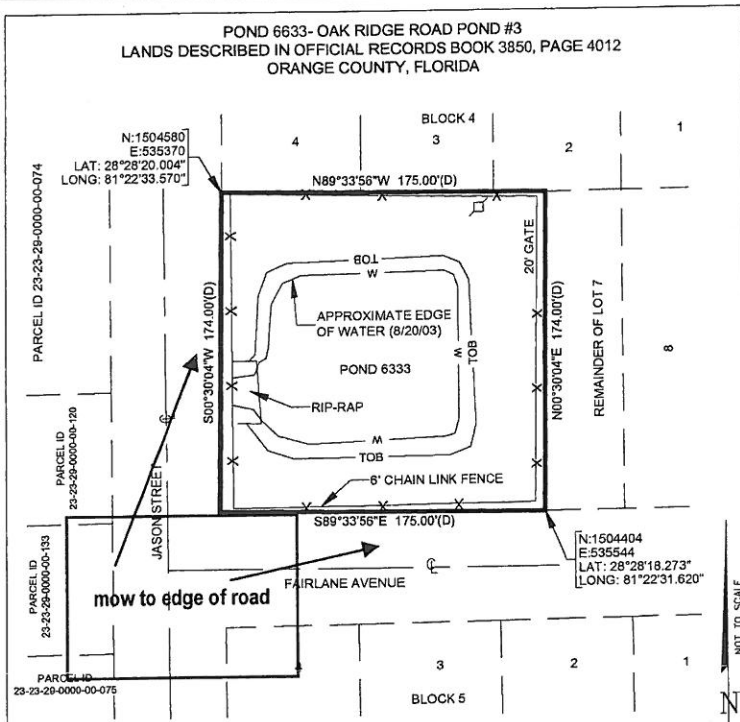 POND 6633- OAK RIDGE ROAD POND #3
LANDS DESCRIBED IN OFFICIAL RECORDS BOOK 3850, PAGE 4012
ORANGE COUNTY, FLORIDA
BLOCK 4
4
3
2
1
N:1504580
E:535370
LAT: 28°28'20.004"
LONG: 81°22'33.570"
N89°33'56"W 175.00'(D)
PARCEL ID 23-23-29-0000-00-074
20' GATE
TOB
W
APPROXIMATE EDGE
OF WATER (8/20/03)
S00°30'04"W 174.00'(D)
POND 6333
W
TOB
N00°30'04"E 174.00'(D)
REMAINDER OF LOT 7
8
RIP-RAP
W
TOB
6' CHAIN LINK FENCE
PARCEL ID
23-23-29-0000-00-120
JASON STREET
S89°33'56"E 175.00'(D)
N:1504404
E:535544
LAT: 28°28'18.273"
LONG: 81°22'31.620"
PARCEL ID
23-23-29-0000-00-133
mow to edge of road
FAIRLANE AVENUE
NOT TO SCALE
PARCEL ID
23-23-29-0000-00-075
4
3
2
1
BLOCK 5
N